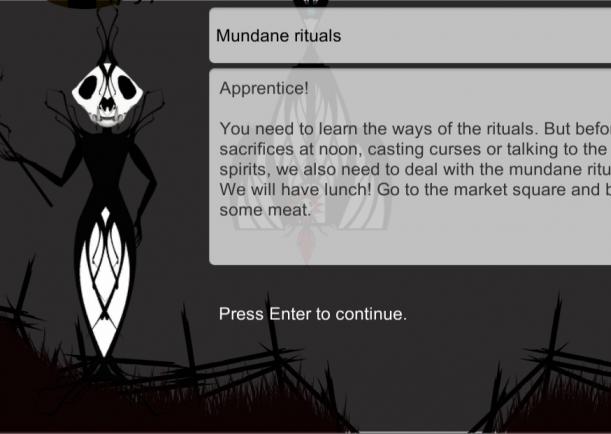 Mundane rituals
Apprentice!
You need to learn the ways of the rituals. But
sacrifices at noon, casting curses or talking to the
spirits, we also need to deal with the mundane
We will have lunch! Go to the market square and
some meat.
Press Enter to continue.